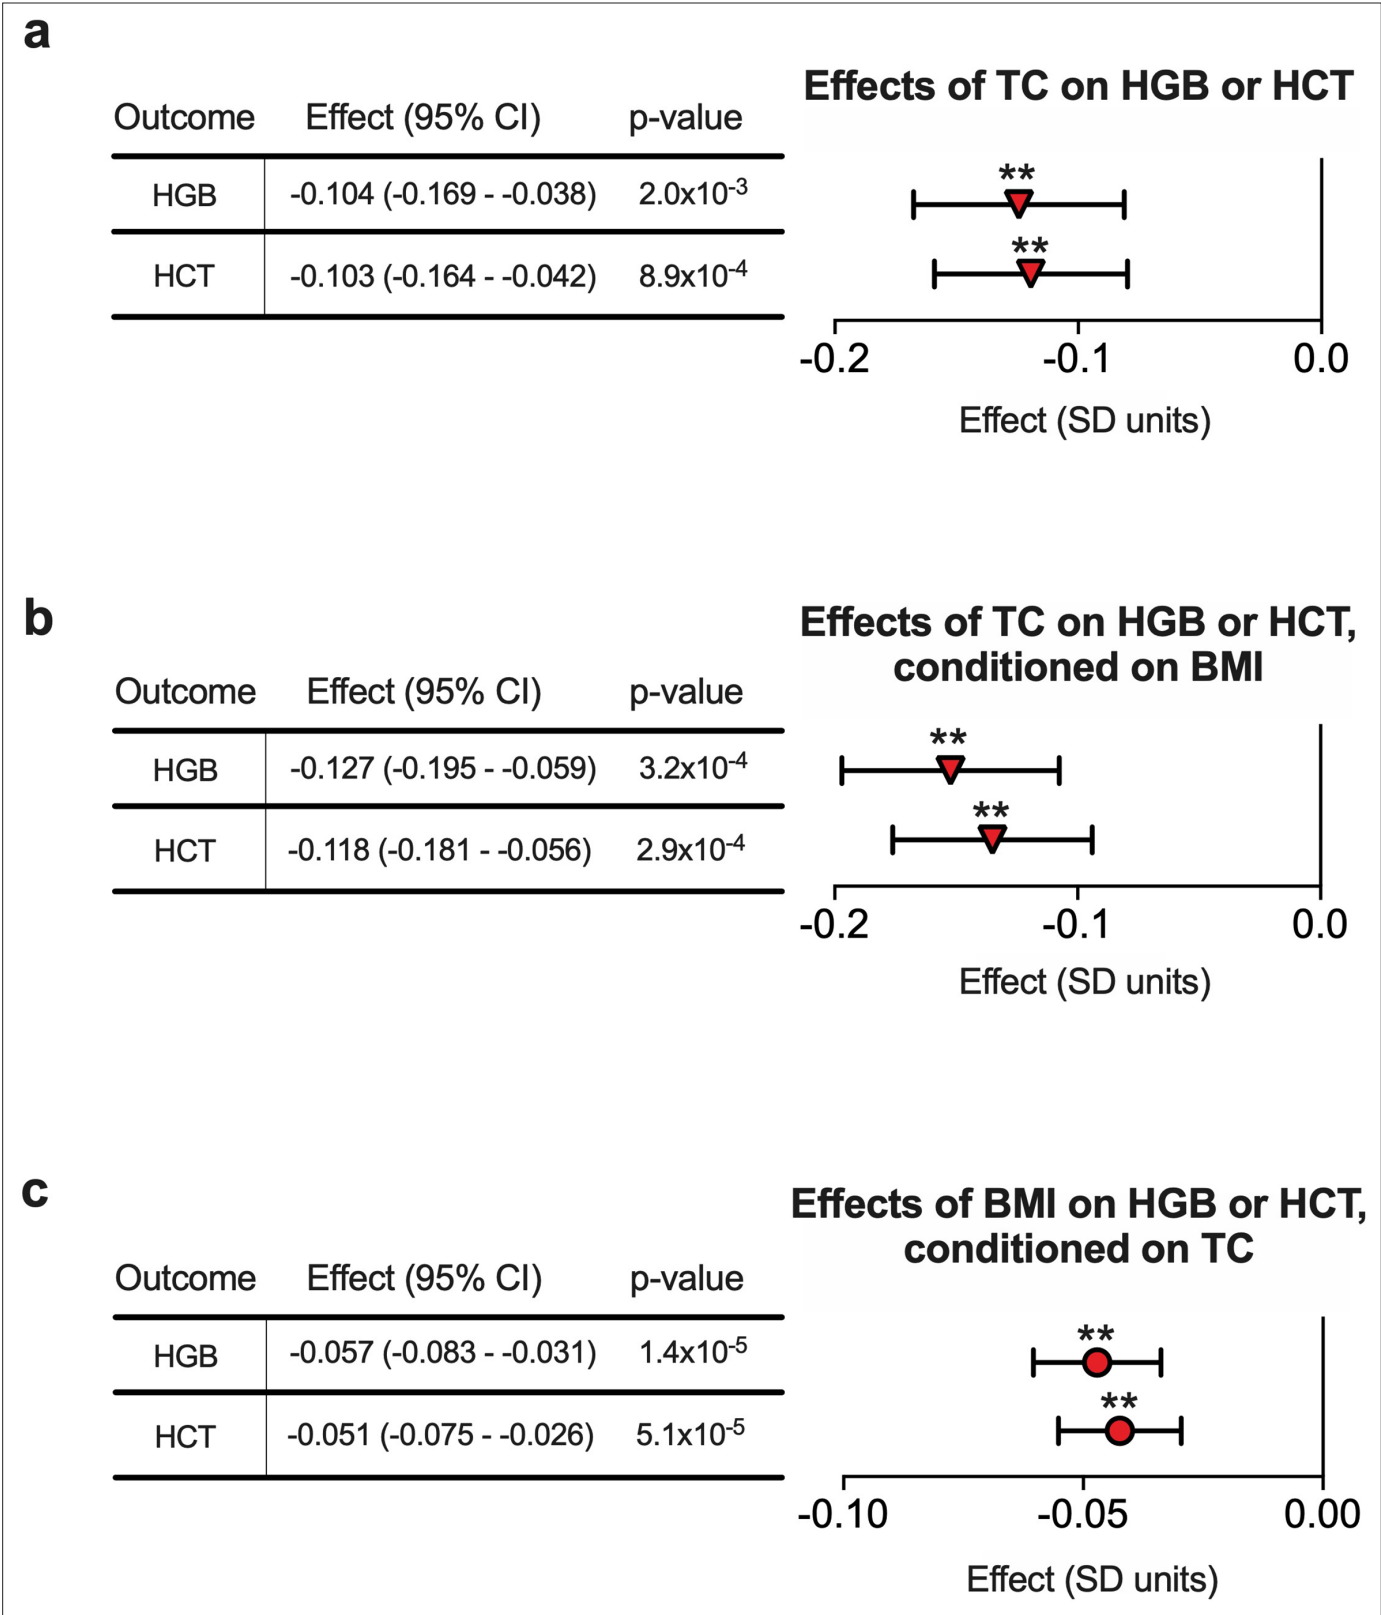 a
Effects of TC on HGB or HCT
Outcome Effect (95% CI) p-value
HGB -0.104 (-0.169 - -0.038) 2.0x10⁻³
HCT -0.103 (-0.164 - -0.042) 8.9x10⁻⁴
**
**
-0.2 -0.1 0.0
Effect (SD units)
b
Effects of TC on HGB or HCT,
conditioned on BMI
Outcome Effect (95% CI) p-value
HGB -0.127 (-0.195 - -0.059) 3.2x10⁻⁴
HCT -0.118 (-0.181 - -0.056) 2.9x10⁻⁴
**
**
-0.2 -0.1 0.0
Effect (SD units)
c
Effects of BMI on HGB or HCT,
conditioned on TC
Outcome Effect (95% CI) p-value
HGB -0.057 (-0.083 - -0.031) 1.4x10⁻⁵
HCT -0.051 (-0.075 - -0.026) 5.1x10⁻⁵
**
**
-0.10 -0.05 0.00
Effect (SD units)